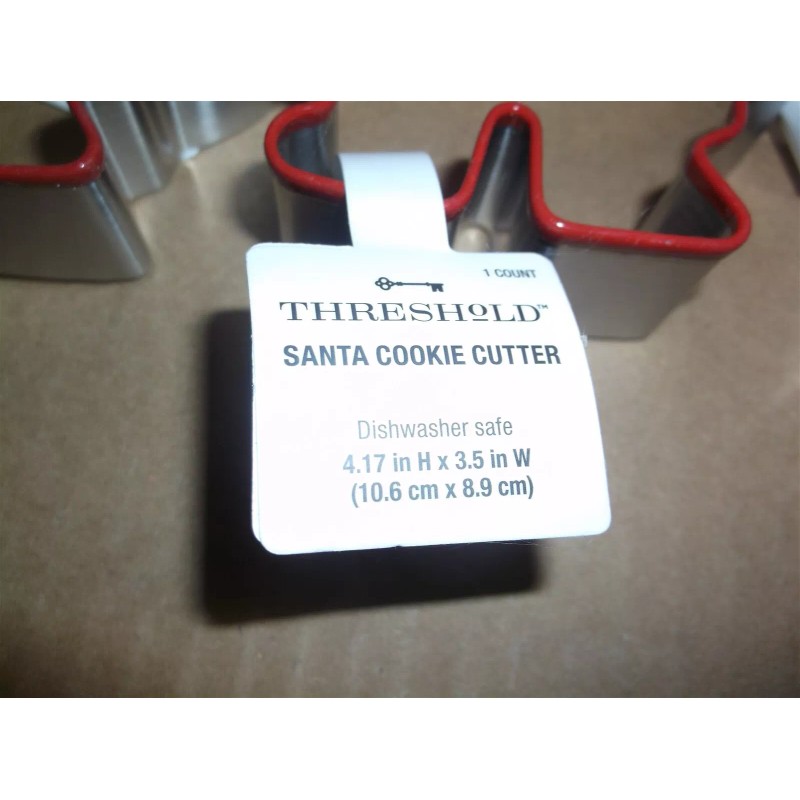 1 COUNT
THRESHOLD™
SANTA COOKIE CUTTER
Dishwasher safe
4.17 in H x 3.5 in W
(10.6 cm x 8.9 cm)